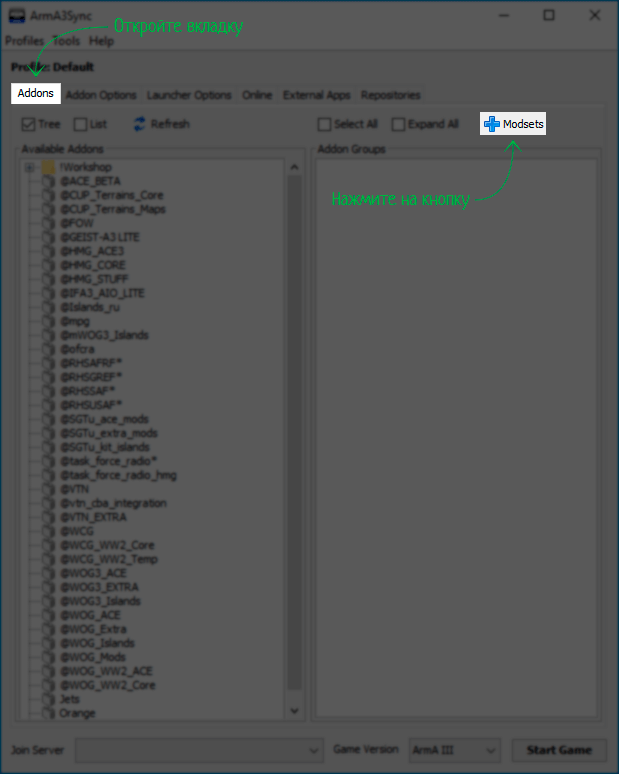 ArmA3Sync
Откройте вкладку
Profiles Tools Help
Profile: Default
Addons Addon Options Launcher Options Online External Apps Repositories
Tree List Refresh Select All Expand All Modsets
Available Addons Addon Groups
!Workshop
@ACE_BETA
@CUP_Terrains_Core
@CUP_Terrains_Maps
Нажмите на кнопку
@FOW
@GEIST-A3 LITE
@HMG_ACE3
@HMG_CORE
@HMG_STUFF
@IFA3_AIO_LITE
@Islands_ru
@mpg
@mWOG3_Islands
@ofcra
@RHSAFRF*
@RHSGREF*
@RHSSAF*
@RHSUSAF*
@SGTu_ace_mods
@SGTu_extra_mods
@SGTu_kit_islands
@task_force_radio*
@task_force_radio_hmg
@VTN
@vtn_cba_integration
@VTN_EXTRA
@WCG
@WCG_WW2_Core
@WCG_WW2_Temp
@WOG3_ACE
@WOG3_EXTRA
@WOG3_Islands
@WOG_ACE
@WOG_Extra
@WOG_Islands
@WOG_Mods
@WOG_WW2_ACE
@WOG_WW2_Core
Jets
Orange
Join Server Game Version ArmA III Start Game